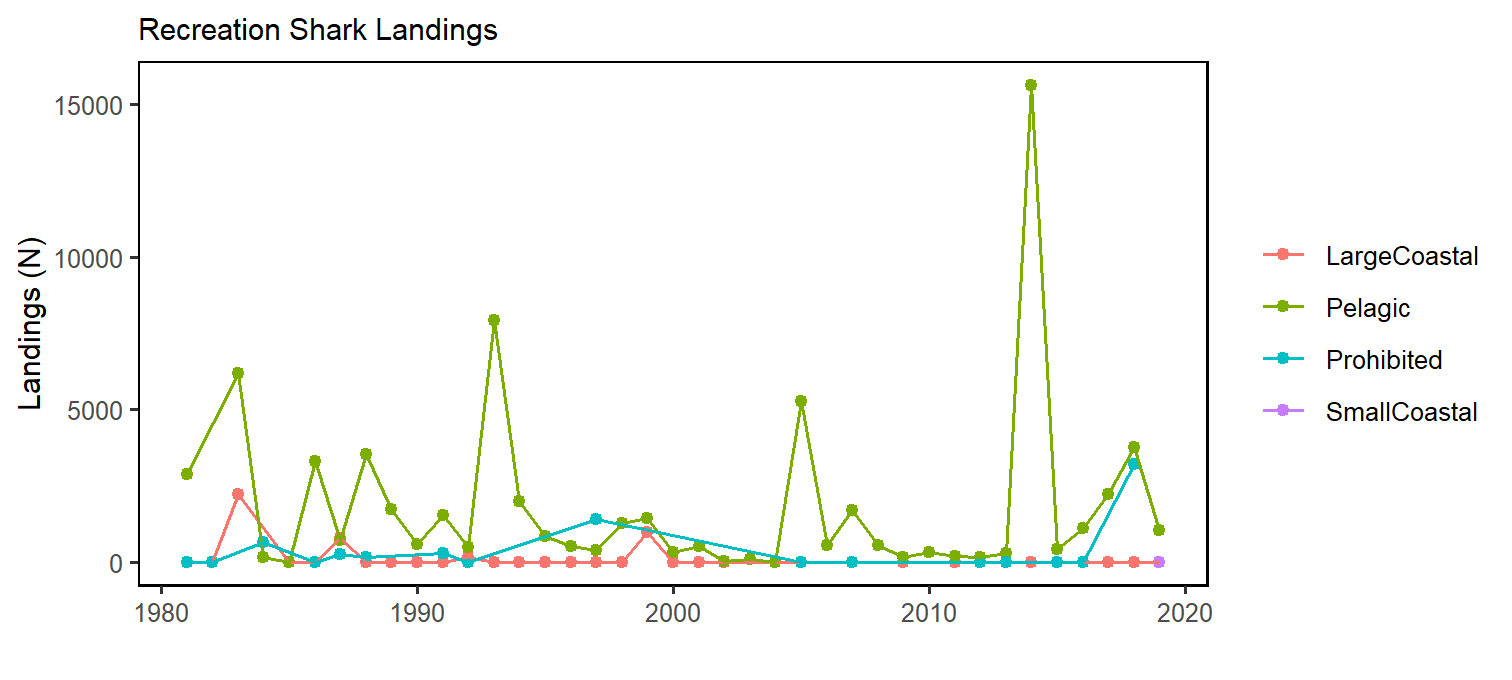 Recreation Shark Landings
Landings (N)
15000
10000
5000
0
1980 1990 2000 2010 2020
LargeCoastal
Pelagic
Prohibited
SmallCoastal